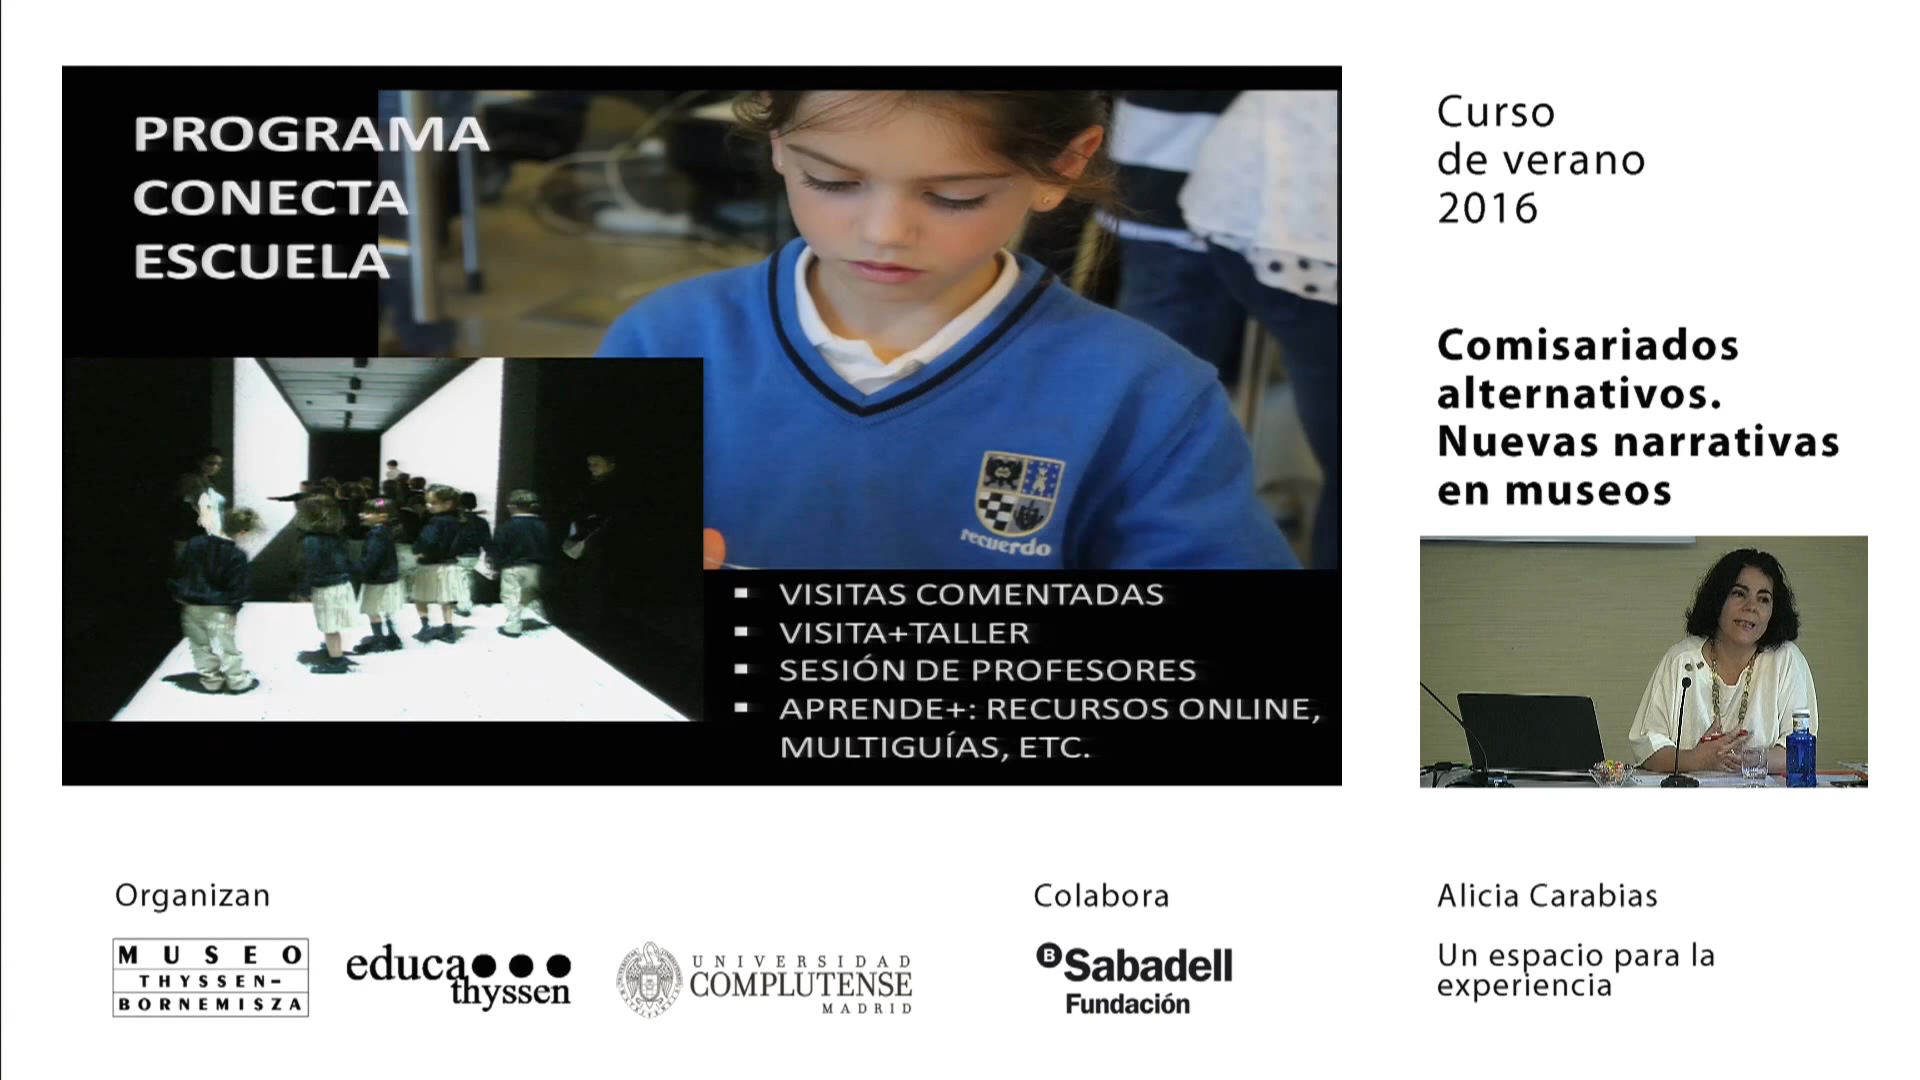 PROGRAMA
CONECTA
ESCUELA
recuerdo
▪ VISITAS COMENTADAS
▪ VISITA+TALLER
▪ SESIÓN DE PROFESORES
▪ APRENDE+: RECURSOS ONLINE,
MULTIGUÍAS, ETC.
Curso
de verano
2016
Comisariados
alternativos.
Nuevas narrativas
en museos
Organizan
MUSEO
THYSSEN-
BORNEMISZA
educa
thyssen
UNIVERSIDAD
COMPLUTENSE
MADRID
Colabora
B Sabadell
Fundación
Alicia Carabias
Un espacio para la
experiencia